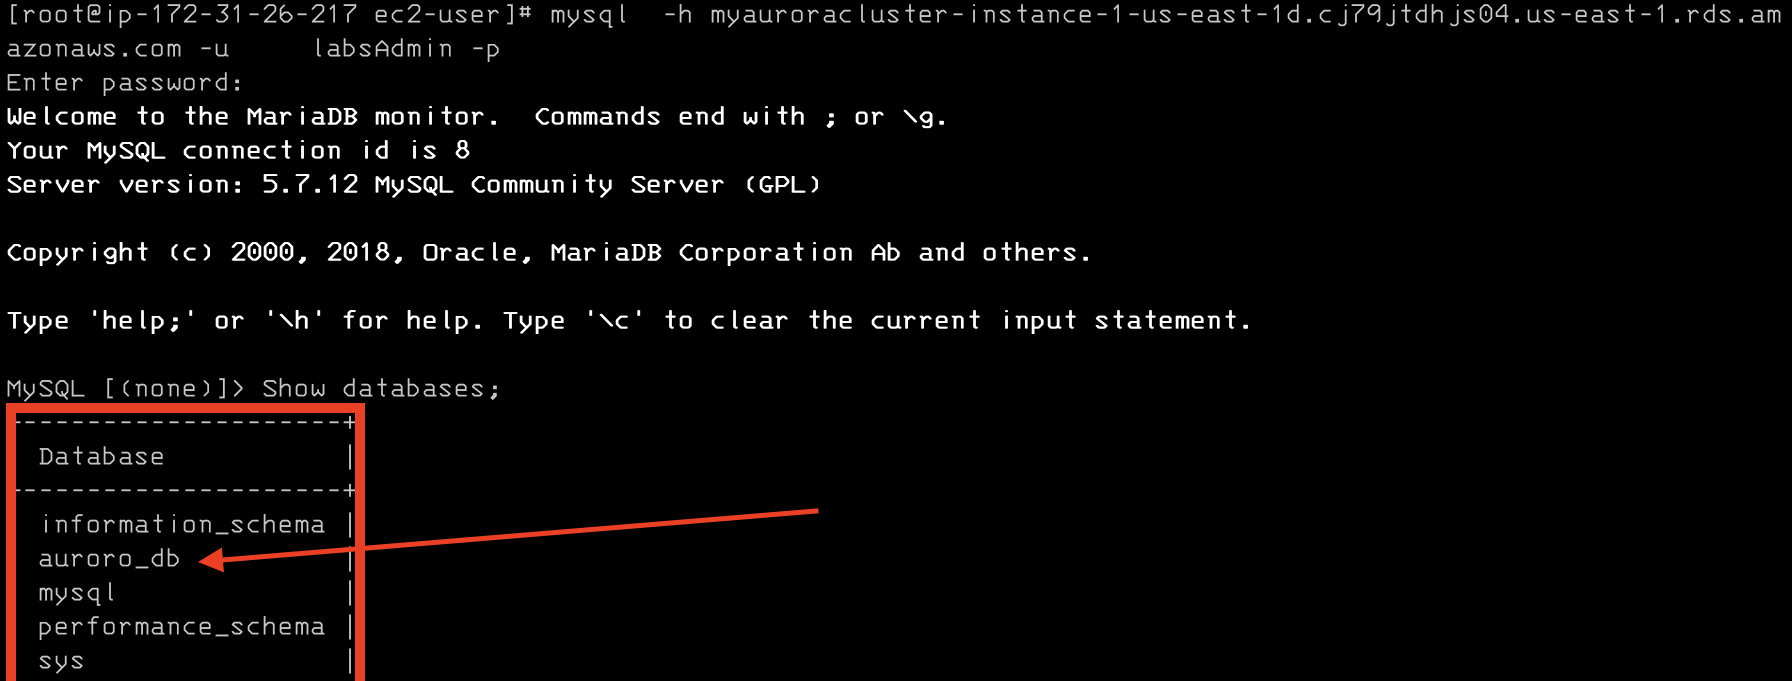 [root@ip-172-31-26-217 ec2-user]# mysql  -h myauroracluster-instance-1-us-east-1d.cj79jtdhjs04.us-east-1.rds.am
azonaws.com -u     labsAdmin -p
Enter password:
Welcome to the MariaDB monitor.  Commands end with ; or \g.
Your MySQL connection id is 8
Server version: 5.7.12 MySQL Community Server (GPL)
Copyright (c) 2000, 2018, Oracle, MariaDB Corporation Ab and others.
Type 'help;' or '\h' for help. Type '\c' to clear the current input statement.
MySQL [(none)]> Show databases;
---------------------+
  Database           |
---------------------+
  information_schema |
  auroro_db          |
  mysql              |
  performance_schema |
  sys                |